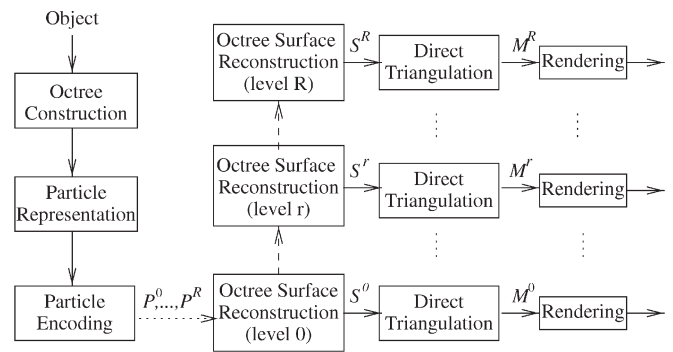 Object
Octree
Construction
Particle
Representation
Particle
Encoding
P⁰,...,Pᴿ
Octree Surface
Reconstruction
(level R)
Sᴿ
Direct
Triangulation
Mᴿ
Rendering
Octree Surface
Reconstruction
(level r)
Sʳ
Direct
Triangulation
Mʳ
Rendering
Octree Surface
Reconstruction
(level 0)
S⁰
Direct
Triangulation
M⁰
Rendering